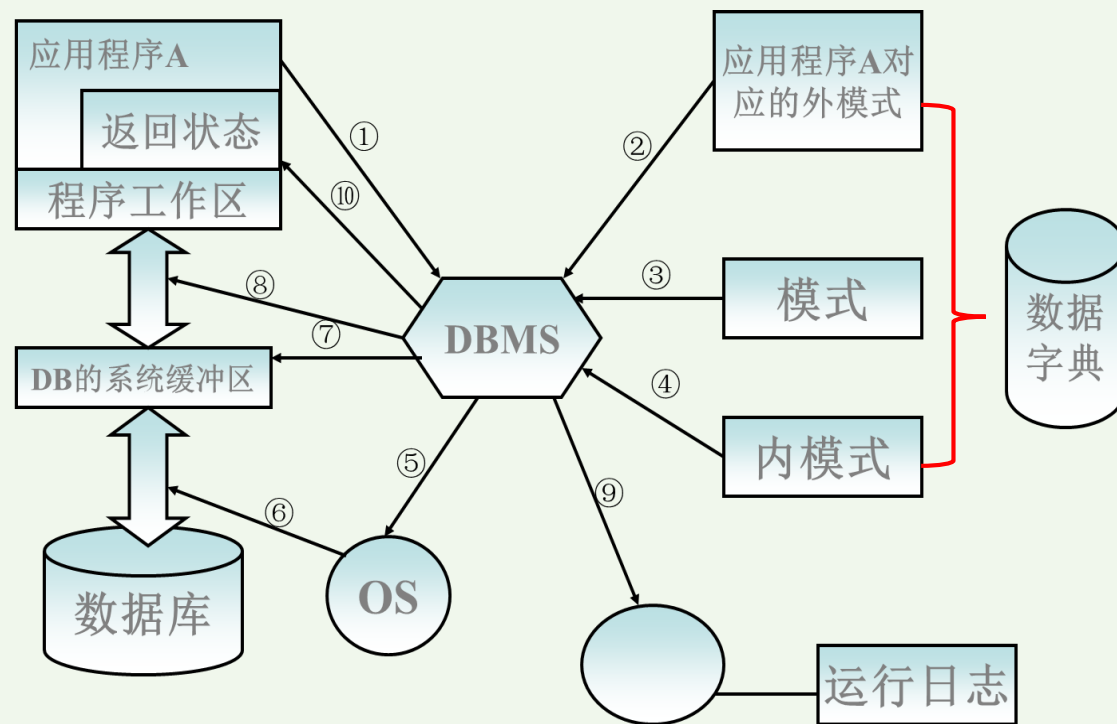 应用程序A
返回状态
程序工作区
①
⑩
②
应用程序A对
应的外模式
⑧
⑦
DBMS
③
模式
数据
字典
DB的系统缓冲区
④
内模式
⑤
⑥
⑨
数据库
OS
运行日志